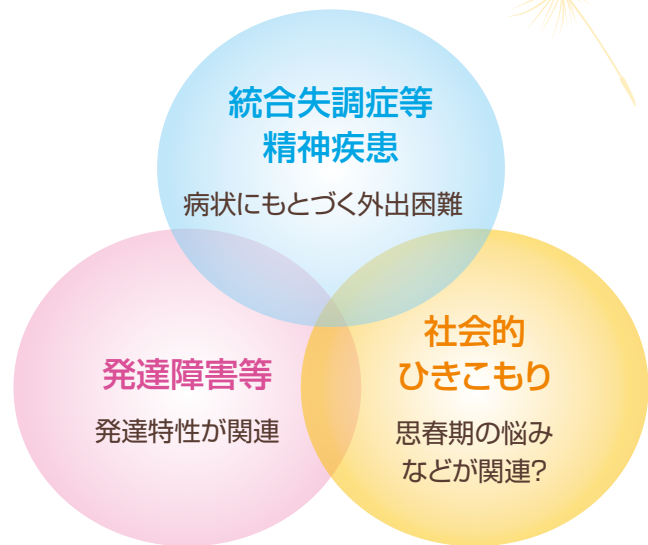 統合失調症等
精神疾患
病状にもとづく外出困難
発達障害等
発達特性が関連
社会的
ひきこもり
思春期の悩み
などが関連?